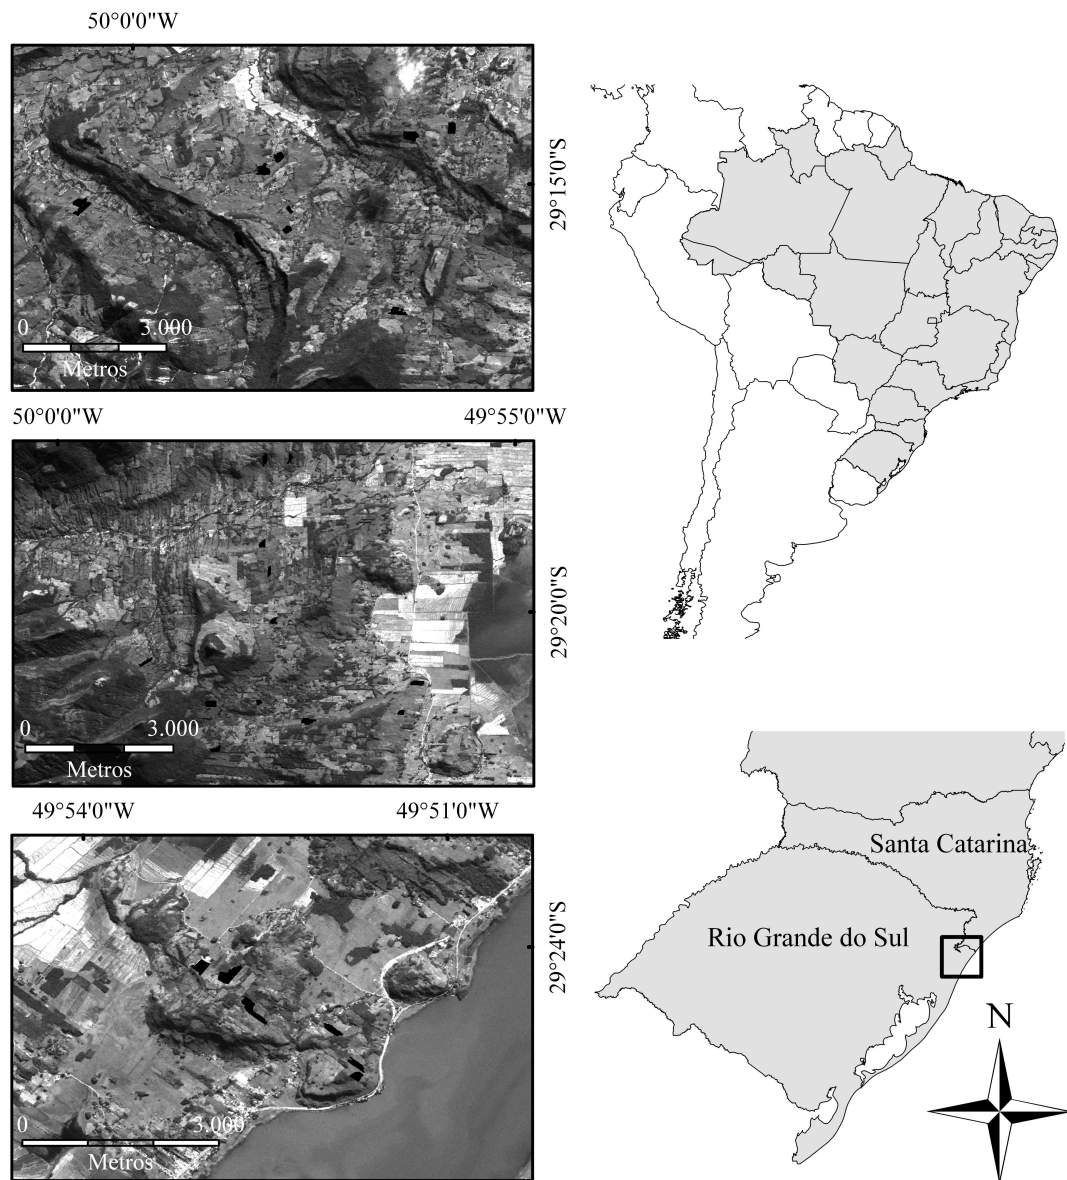 50°0'0"W
29°15'0"S
0 3.000
Metros
50°0'0"W 49°55'0"W
29°20'0"S
0 3.000
Metros
49°54'0"W 49°51'0"W
29°24'0"S
0 3.000
Metros
Santa Catarina
Rio Grande do Sul
N